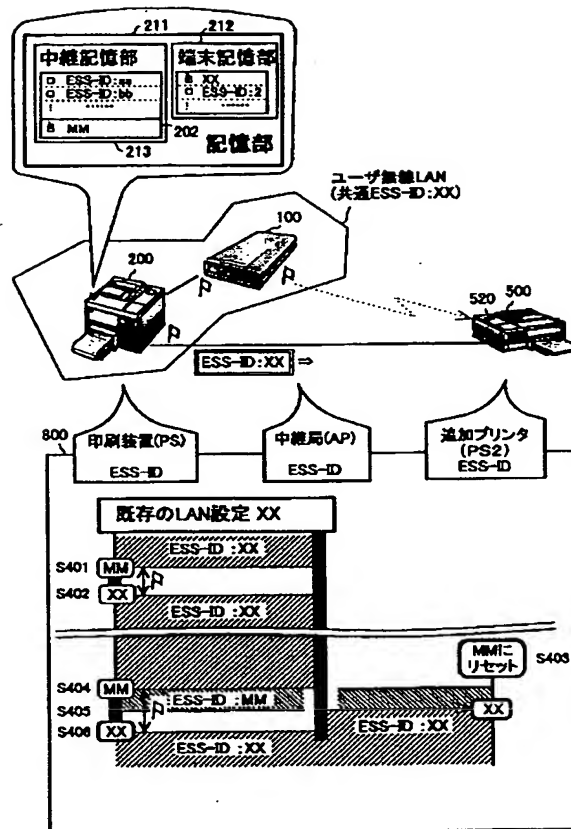 211
212
中継記憶部
ESS-ID:aa
ESS-ID:bb
MM
端末記憶部
XX
ESS-ID:2
202
記憶部
213
ユーザ無線LAN
(共通ESS-ID:XX)
100
200
520
500
ESS-ID:XX ⇒
800
印刷装置(PS)
ESS-ID
中継局(AP)
ESS-ID
追加プリンタ
(PS2)
ESS-ID
既存のLAN設定 XX
ESS-ID :XX
S401
MM
S402
XX
ESS-ID :XX
MMに
リセット
S403
S404
MM
ESS-ID :MM
S405
ESS-ID :XX
XX
S406
XX
ESS-ID :XX